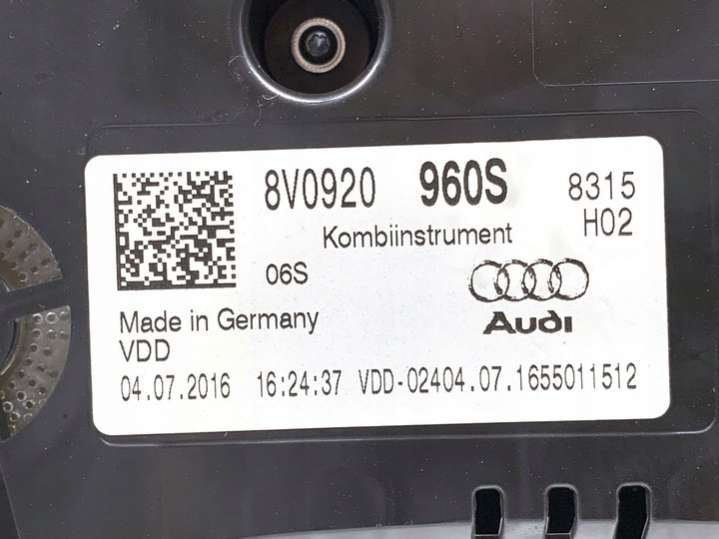 8V0920 960S 8315
Kombiinstrument H02
06S
Audi
Made in Germany
VDD
04.07.2016 16:24:37 VDD-02404.07.1655011512